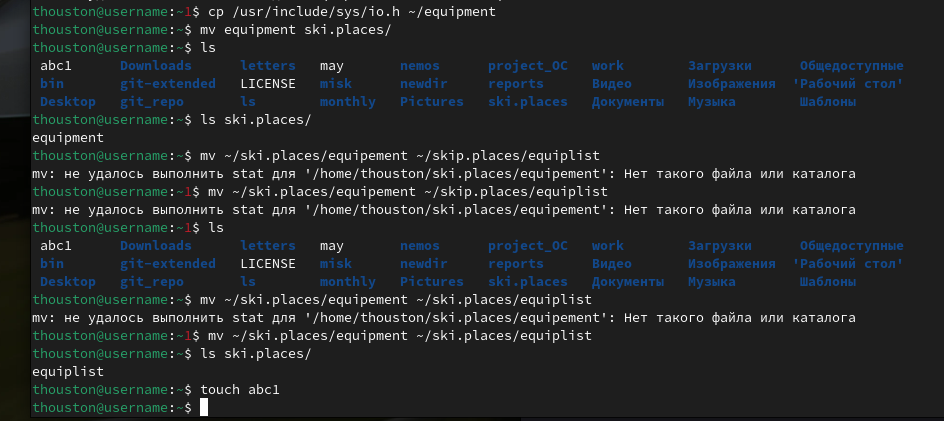 thouston@username:~1$ cp /usr/include/sys/io.h ~/equipment
thouston@username:~$ mv equipment ski.places/
thouston@username:~$ ls
abc1 Downloads letters may nemos project_OC work Загрузки Общедоступные
bin git-extended LICENSE misk newdir reports Видео Изображения 'Рабочий стол'
Desktop git_repo ls monthly Pictures ski.places Документы Музыка Шаблоны
thouston@username:~$ ls ski.places/
equipment
thouston@username:~$ mv ~/ski.places/equipement ~/skip.places/equiplist
mv: не удалось выполнить stat для '/home/thouston/ski.places/equipement': Нет такого файла или каталога
thouston@username:~1$ mv ~/ski.places/equipement ~/skip.places/equiplist
mv: не удалось выполнить stat для '/home/thouston/ski.places/equipement': Нет такого файла или каталога
thouston@username:~1$ ls
abc1 Downloads letters may nemos project_OC work Загрузки Общедоступные
bin git-extended LICENSE misk newdir reports Видео Изображения 'Рабочий стол'
Desktop git_repo ls monthly Pictures ski.places Документы Музыка Шаблоны
thouston@username:~$ mv ~/ski.places/equipement ~/ski.places/equiplist
mv: не удалось выполнить stat для '/home/thouston/ski.places/equipement': Нет такого файла или каталога
thouston@username:~1$ mv ~/ski.places/equipment ~/ski.places/equiplist
thouston@username:~$ ls ski.places/
equiplist
thouston@username:~$ touch abc1
thouston@username:~$